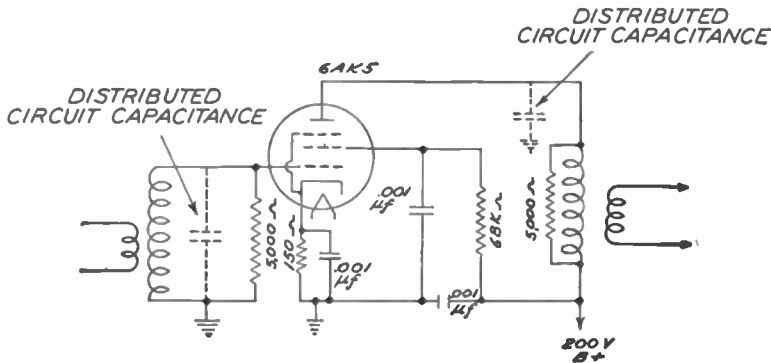 DISTRIBUTED
CIRCUIT CAPACITANCE
6AK5
DISTRIBUTED
CIRCUIT CAPACITANCE
5,000 Ω
150 Ω
.001
µf
.001
µf
68K Ω
5,000 Ω
.001
µf
200 V
B+